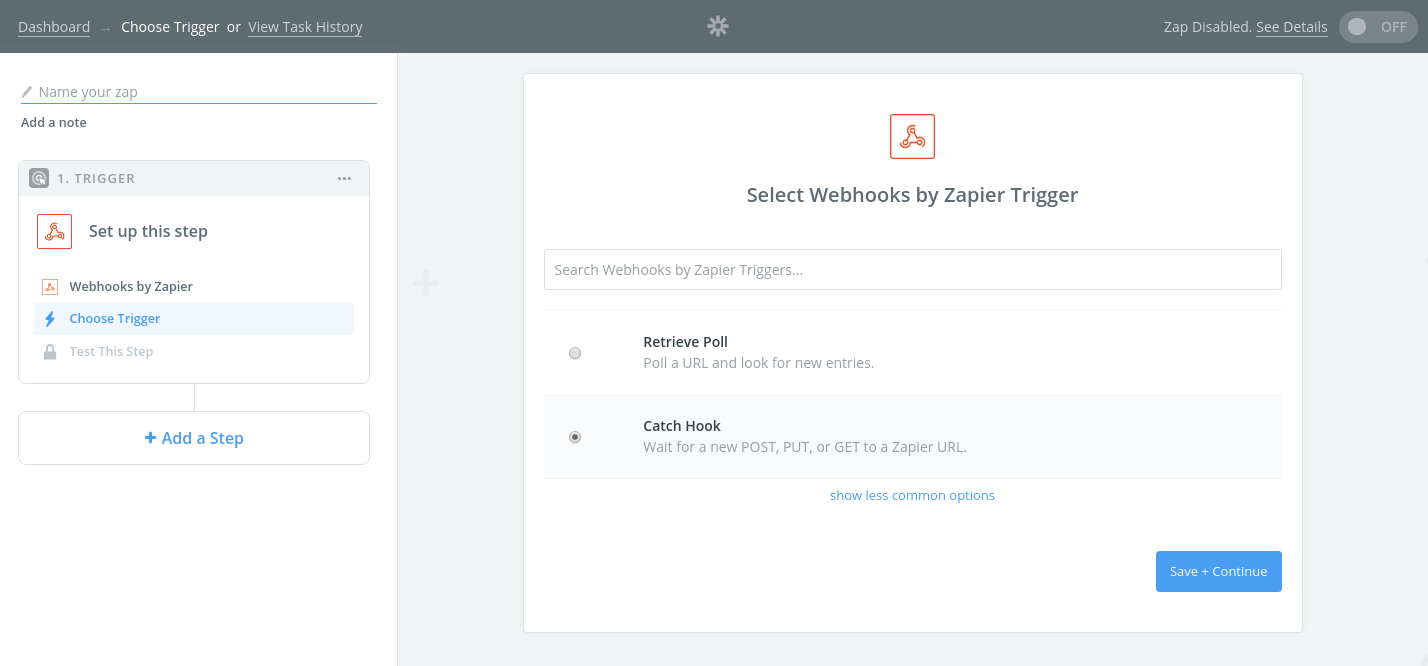 Dashboard → Choose Trigger or View Task History
Zap Disabled. See Details OFF
Name your zap
Add a note
1. TRIGGER
Set up this step
Webhooks by Zapier
Choose Trigger
Test This Step
+ Add a Step
Select Webhooks by Zapier Trigger
Search Webhooks by Zapier Triggers...
Retrieve Poll
Poll a URL and look for new entries.
Catch Hook
Wait for a new POST, PUT, or GET to a Zapier URL.
show less common options
Save + Continue